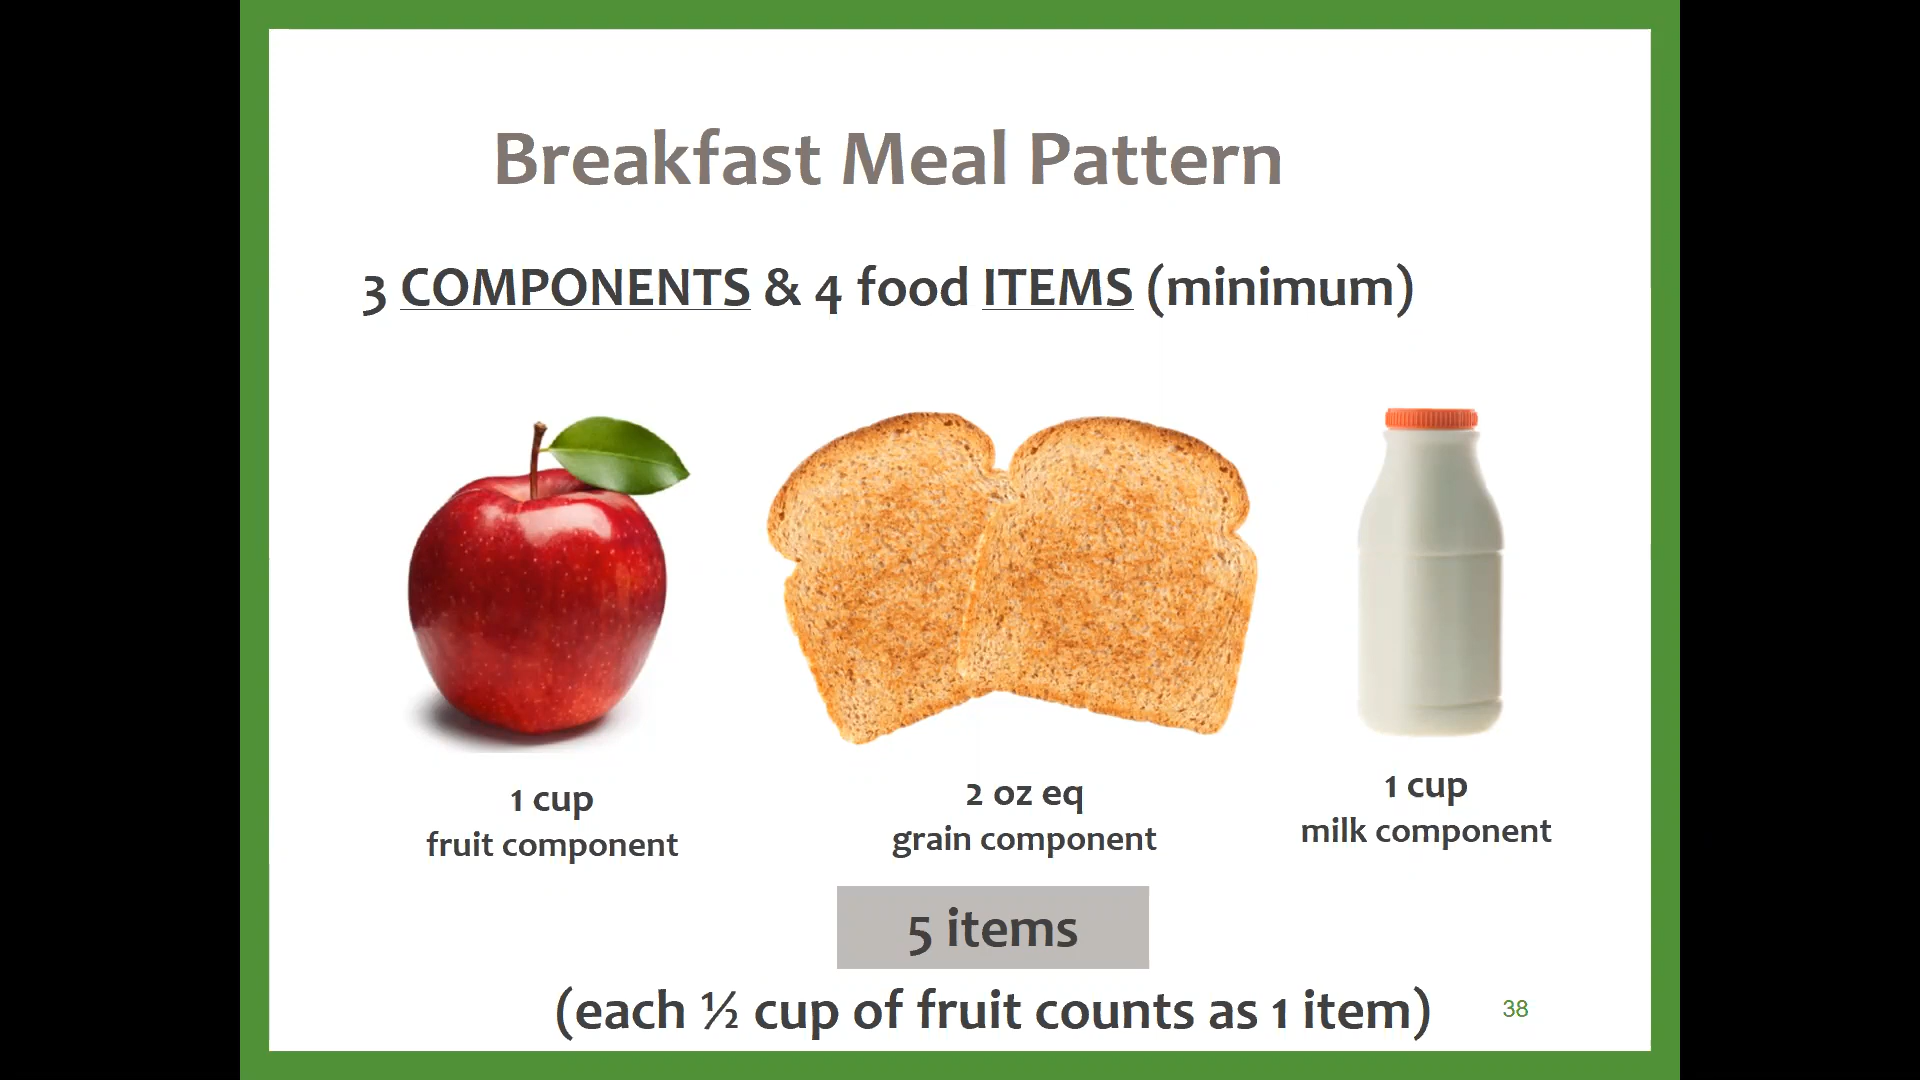 Breakfast Meal Pattern
3 COMPONENTS & 4 food ITEMS (minimum)
1 cup
fruit component
2 oz eq
grain component
1 cup
milk component
5 items
(each ½ cup of fruit counts as 1 item)
38